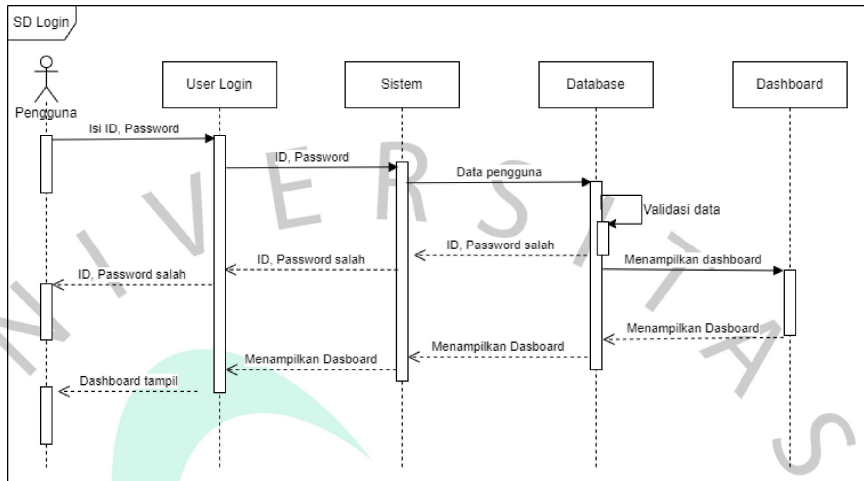 SD Login
Pengguna
User Login
Sistem
Database
Dashboard
Isi ID, Password
ID, Password
Data pengguna
Validasi data
ID, Password salah
ID, Password salah
ID, Password salah
Menampilkan dashboard
Menampilkan Dasboard
Menampilkan Dasboard
Menampilkan Dasboard
Dashboard tampil
NIVERSITAS